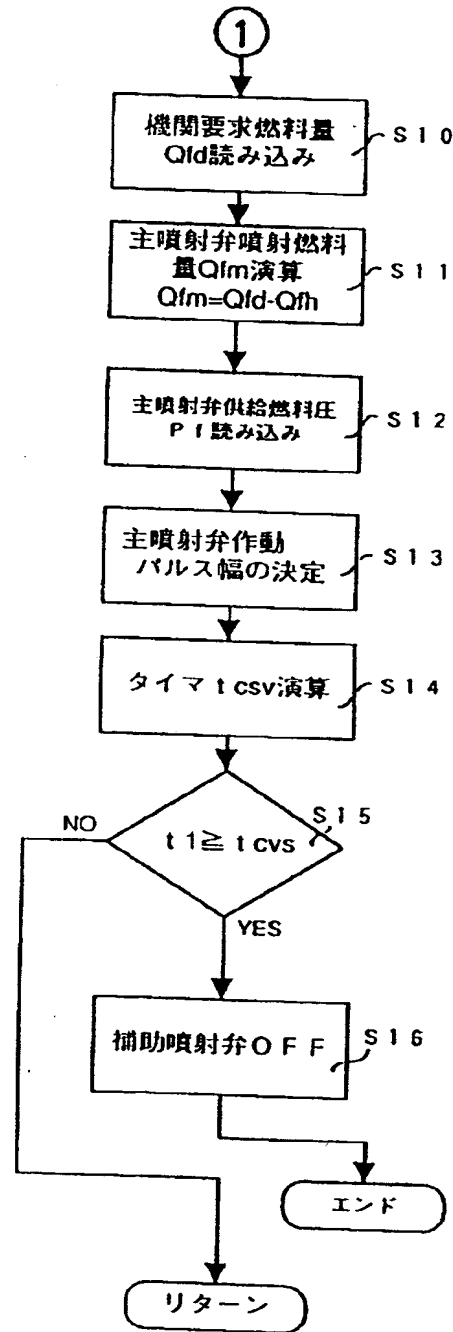 1
機関要求燃料量
Qfd読み込み
S10
主噴射弁噴射燃料
量Qfm演算
Qfm=Qfd-Qfh
S11
主噴射弁供給燃料圧
Pf読み込み
S12
主噴射弁作動
パルス幅の決定
S13
タイマtcsv演算
S14
t1≧tcvs
S15
NO
YES
補助噴射弁OFF
S16
エンド
リターン